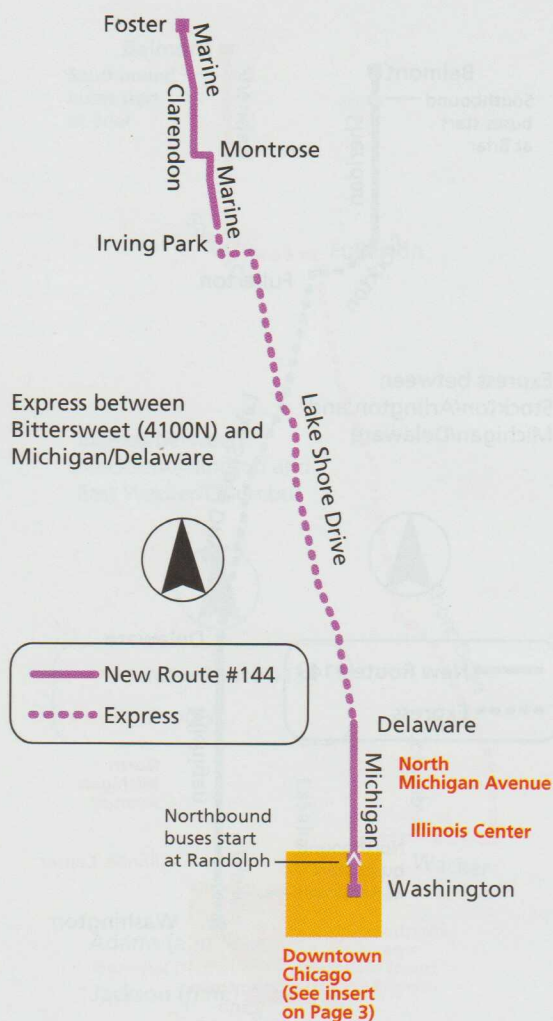 Foster
Marine
Clarendon
Montrose
Marine
Irving Park
Express between
Bittersweet (4100N) and
Michigan/Delaware
Lake Shore Drive
New Route #144
Express
Delaware
Michigan
North
Michigan Avenue
Illinois Center
Northbound
buses start
at Randolph
Washington
Downtown
Chicago
(See insert
on Page 3)